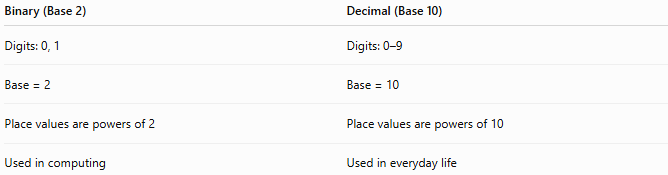 Binary (Base 2) Decimal (Base 10)
Digits: 0, 1 Digits: 0–9
Base = 2 Base = 10
Place values are powers of 2 Place values are powers of 10
Used in computing Used in everyday life